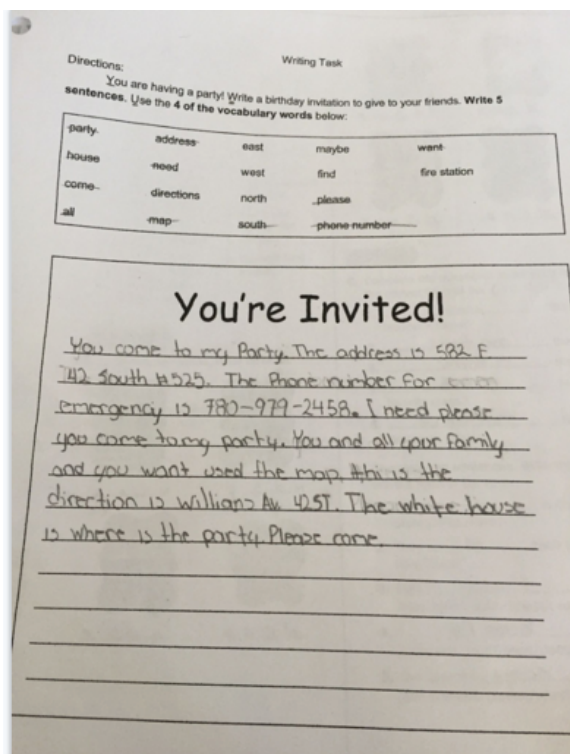 Writing Task
Directions:
You are having a party! Write a birthday invitation to give to your friends. Write 5
sentences. Use the 4 of the vocabulary words below:
party address east maybe want
house need west find fire station
come directions north please
all map south phone number
You're Invited!
You come to my Party. The address is 582 E
42 South #525. The Phone number for
emergency is 780-979-2458. I need please
you come to my party. You and all your Family
and you want used the map. thi is the
direction is Willians Av. 425T. The white house
is where is the party. Please come.